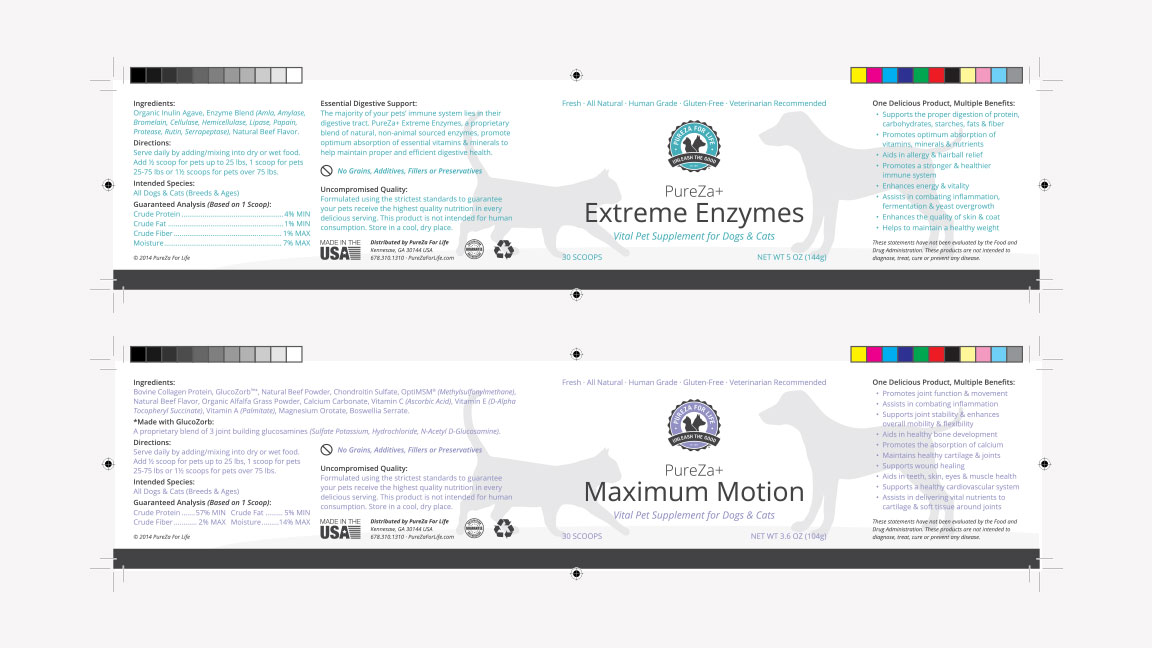 Ingredients:
Organic Inulin Agave, Enzyme Blend (Amla, Amylase,
Bromelain, Cellulase, Hemicellulase, Lipase, Papain,
Protease, Rutin, Serrapeptase), Natural Beef Flavor.
Directions:
Serve daily by adding/mixing into dry or wet food.
Add ½ scoop for pets up to 25 lbs, 1 scoop for pets
25-75 lbs or 1½ scoops for pets over 75 lbs.
Intended Species:
All Dogs & Cats (Breeds & Ages)
Guaranteed Analysis (Based on 1 Scoop):
Crude Protein 4% MIN
Crude Fat 1% MIN
Crude Fiber 1% MAX
Moisture 7% MAX
© 2014 PureZa For Life
Essential Digestive Support:
The majority of your pets' immune system lies in their
digestive tract. PureZa+ Extreme Enzymes, a proprietary
blend of natural, non-animal sourced enzymes, promote
optimum absorption of essential vitamins & minerals to
help maintain proper and efficient digestive health.
No Grains, Additives, Fillers or Preservatives
Uncompromised Quality:
Formulated using the strictest standards to guarantee
your pets receive the highest quality nutrition in every
delicious serving. This product is not intended for human
consumption. Store in a cool, dry place.
MADE IN THE
USA
Distributed by PureZa For Life
Kennesaw, GA 30144 USA
678.310.1310 · PureZaForLife.com
Fresh · All Natural · Human Grade · Gluten-Free · Veterinarian Recommended
PUREZA FOR LIFE
UNLEASH THE GOOD
PureZa+
Extreme Enzymes
Vital Pet Supplement for Dogs & Cats
30 SCOOPS
NET WT 5 OZ (144g)
One Delicious Product, Multiple Benefits:
• Supports the proper digestion of protein,
carbohydrates, starches, fats & fiber
• Promotes optimum absorption of
vitamins, minerals & nutrients
• Aids in allergy & hairball relief
• Promotes a stronger & healthier
immune system
• Enhances energy & vitality
• Assists in combating inflammation,
fermentation & yeast overgrowth
• Enhances the quality of skin & coat
• Helps to maintain a healthy weight
These statements have not been evaluated by the Food and
Drug Administration. These products are not intended to
diagnose, treat, cure or prevent any disease.
Ingredients:
Bovine Collagen Protein, GlucoZorb™*, Natural Beef Powder, Chondroitin Sulfate, OptiMSM® (Methylsulfonylmethane),
Natural Beef Flavor, Organic Alfalfa Grass Powder, Calcium Carbonate, Vitamin C (Ascorbic Acid), Vitamin E (D-Alpha
Tocopheryl Succinate), Vitamin A (Palmitate), Magnesium Orotate, Boswellia Serrate.
*Made with GlucoZorb:
A proprietary blend of 3 joint building glucosamines (Sulfate Potassium, Hydrochloride, N-Acetyl D-Glucosamine).
Directions:
Serve daily by adding/mixing into dry or wet food.
Add ½ scoop for pets up to 25 lbs, 1 scoop for pets
25-75 lbs or 1½ scoops for pets over 75 lbs.
Intended Species:
All Dogs & Cats (Breeds & Ages)
Guaranteed Analysis (Based on 1 Scoop):
Crude Protein 57% MIN Crude Fat 5% MIN
Crude Fiber 2% MAX Moisture 14% MAX
© 2014 PureZa For Life
No Grains, Additives, Fillers or Preservatives
Uncompromised Quality:
Formulated using the strictest standards to guarantee
your pets receive the highest quality nutrition in every
delicious serving. This product is not intended for human
consumption. Store in a cool, dry place.
MADE IN THE
USA
Distributed by PureZa For Life
Kennesaw, GA 30144 USA
678.310.1310 · PureZaForLife.com
Fresh · All Natural · Human Grade · Gluten-Free · Veterinarian Recommended
PUREZA FOR LIFE
UNLEASH THE GOOD
PureZa+
Maximum Motion
Vital Pet Supplement for Dogs & Cats
30 SCOOPS
NET WT 3.6 OZ (104g)
One Delicious Product, Multiple Benefits:
• Promotes joint function & movement
• Assists in combating inflammation
• Supports joint stability & enhances
overall mobility & flexibility
• Aids in healthy bone development
• Promotes the absorption of calcium
• Maintains healthy cartilage & joints
• Supports wound healing
• Aids in teeth, skin, eyes & muscle health
• Supports a healthy cardiovascular system
• Assists in delivering vital nutrients to
cartilage & soft tissue around joints
These statements have not been evaluated by the Food and
Drug Administration. These products are not intended to
diagnose, treat, cure or prevent any disease.